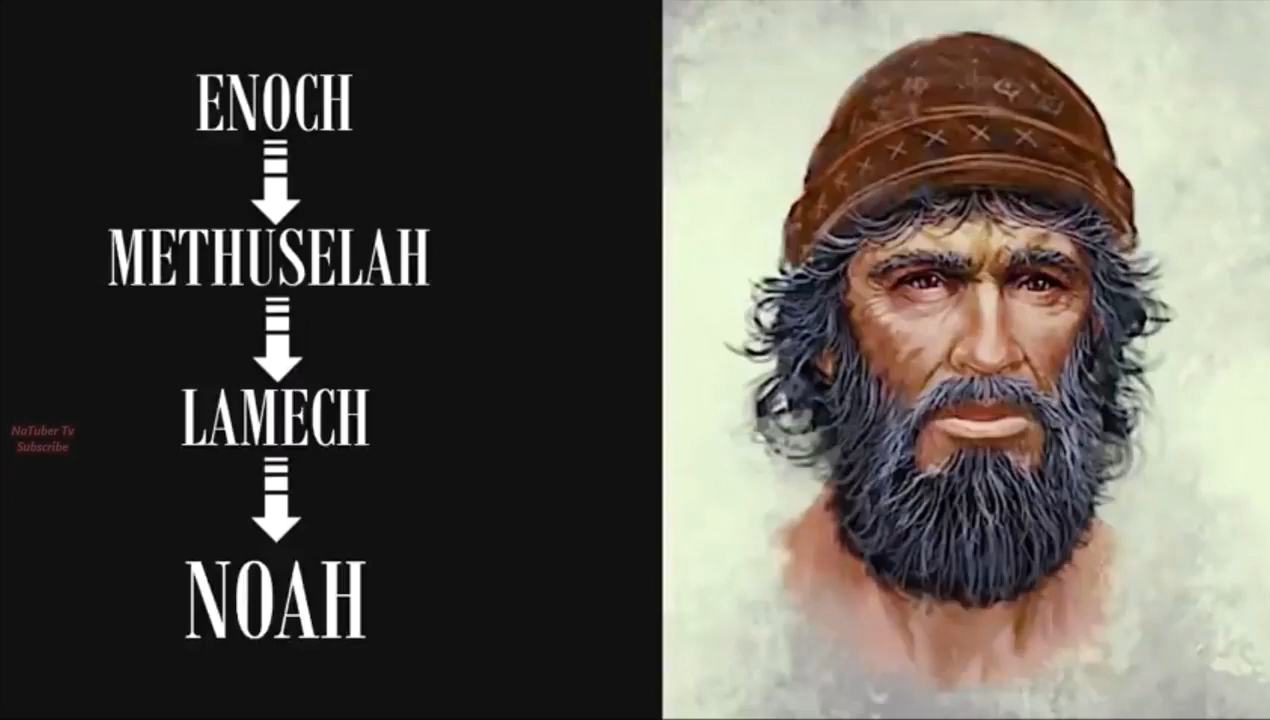 ENOCH
METHUSELAH
LAMECH
NaTuber Tv
Subscribe
NOAH